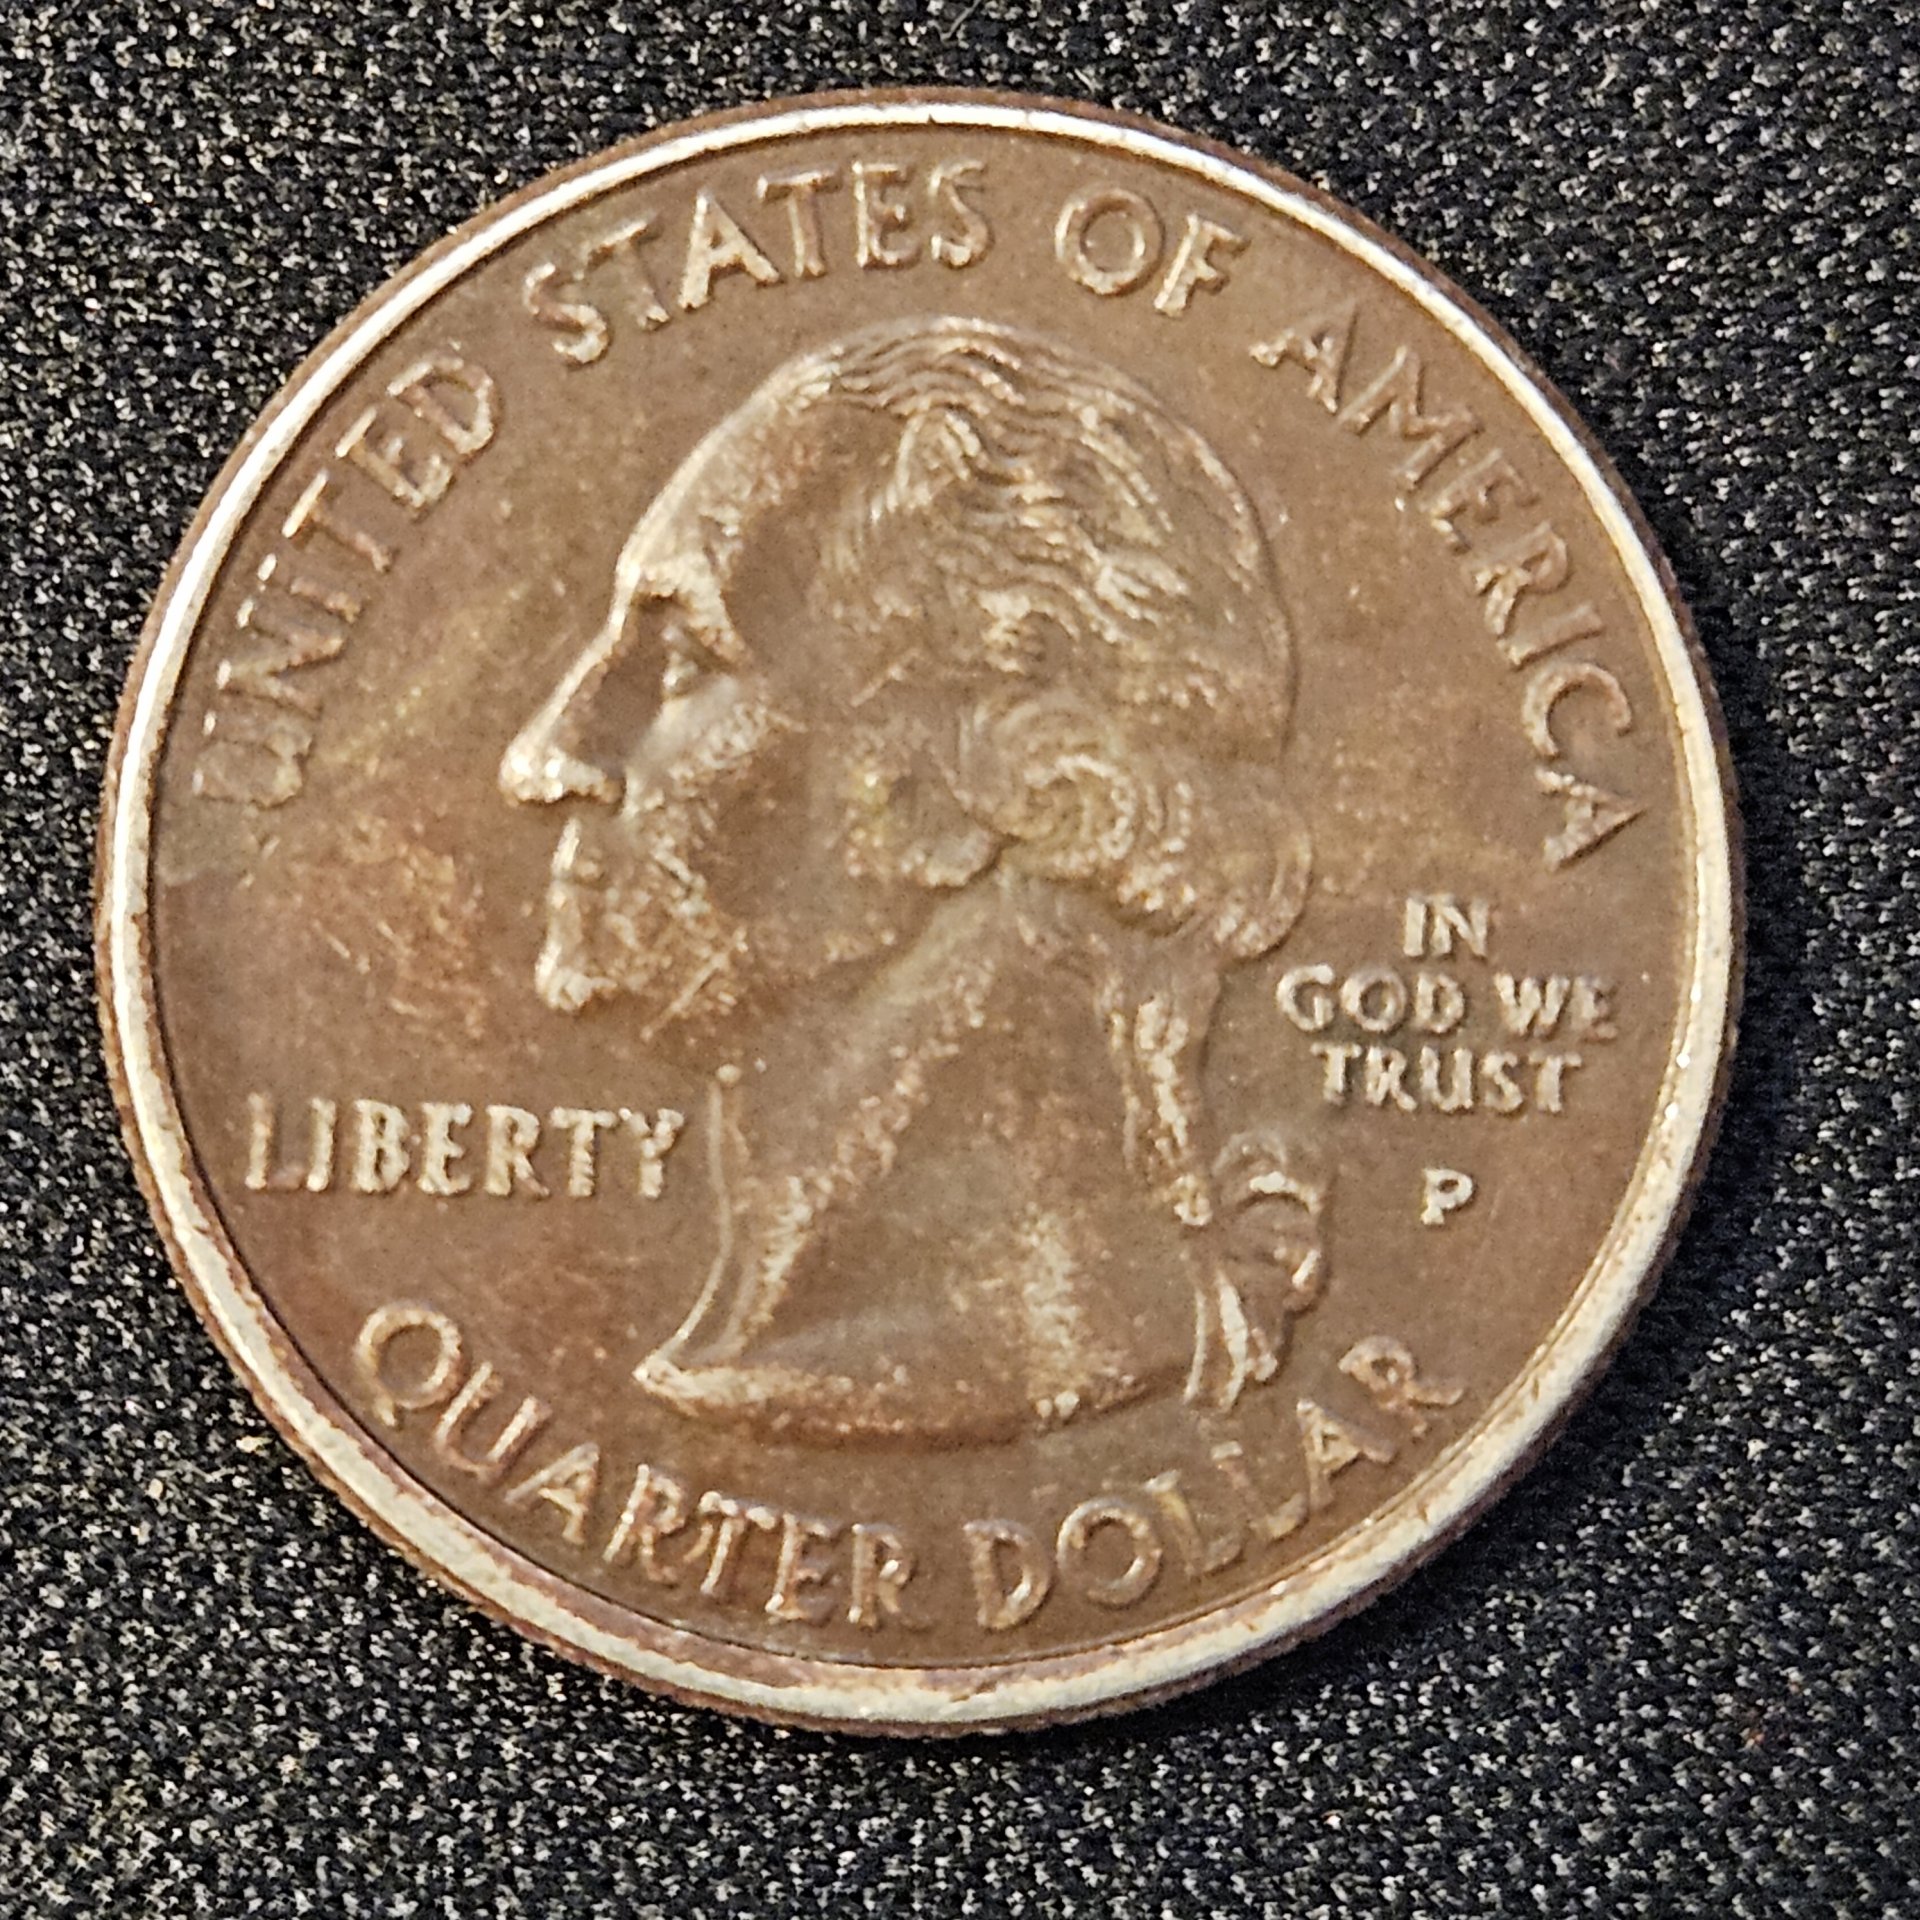 UNITED STATES OF AMERICA
IN
GOD WE
TRUST
LIBERTY
P
QUARTER DOLLAR